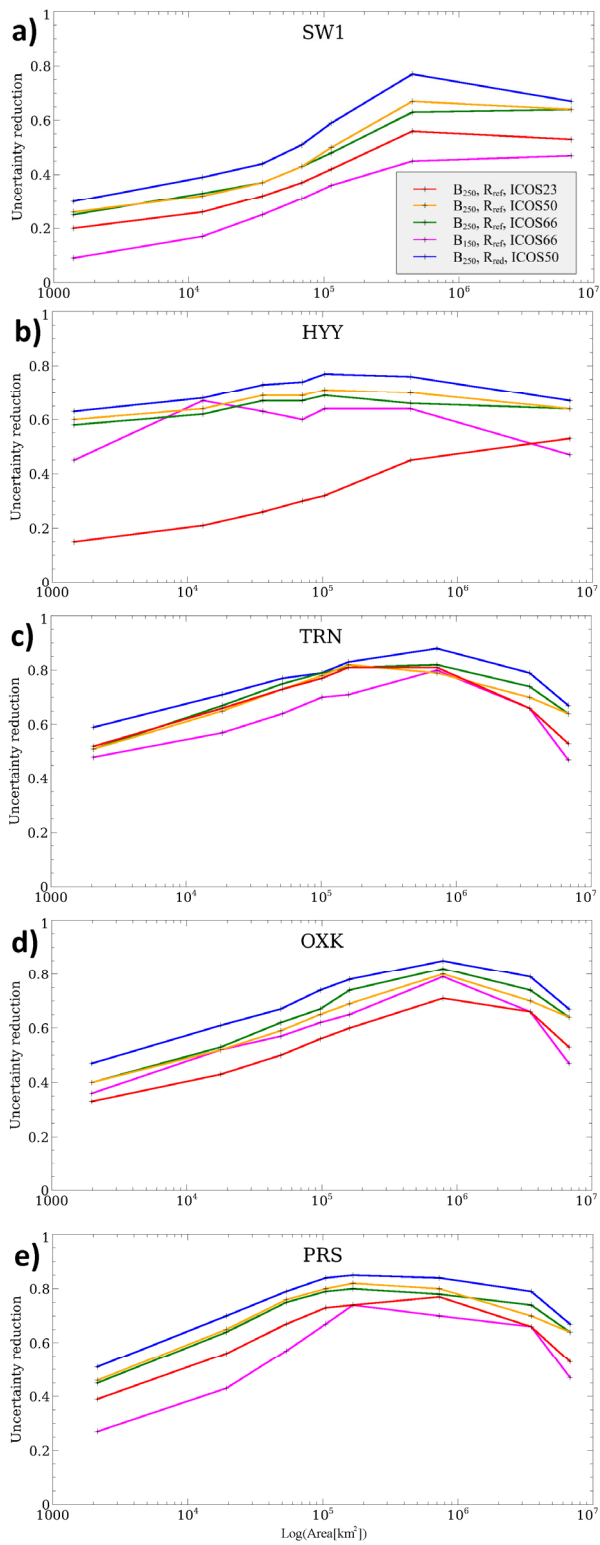 a)
SW1
Uncertainty reduction
1
0.8
0.6
0.4
0.2
0
B250, Rref, ICOS23
B250, Rref, ICOS50
B250, Rref, ICOS66
B150, Rref, ICOS66
B250, Rred, ICOS50
1000 10^4 10^5 10^6 10^7
b)
HYY
Uncertainty reduction
1
0.8
0.6
0.4
0.2
0
1000 10^4 10^5 10^6 10^7
c)
TRN
Uncertainty reduction
1
0.8
0.6
0.4
0.2
0
1000 10^4 10^5 10^6 10^7
d)
OXK
Uncertainty reduction
1
0.8
0.6
0.4
0.2
0
1000 10^4 10^5 10^6 10^7
e)
PRS
Uncertainty reduction
1
0.8
0.6
0.4
0.2
0
1000 10^4 10^5 10^6 10^7
Log(Area[km²])